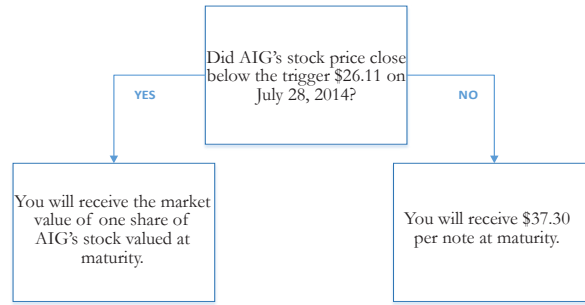 Did AIG's stock price close
below the trigger $26.11 on
July 28, 2014?
YES
NO
You will receive the market
value of one share of
AIG's stock valued at
maturity.
You will receive $37.30
per note at maturity.